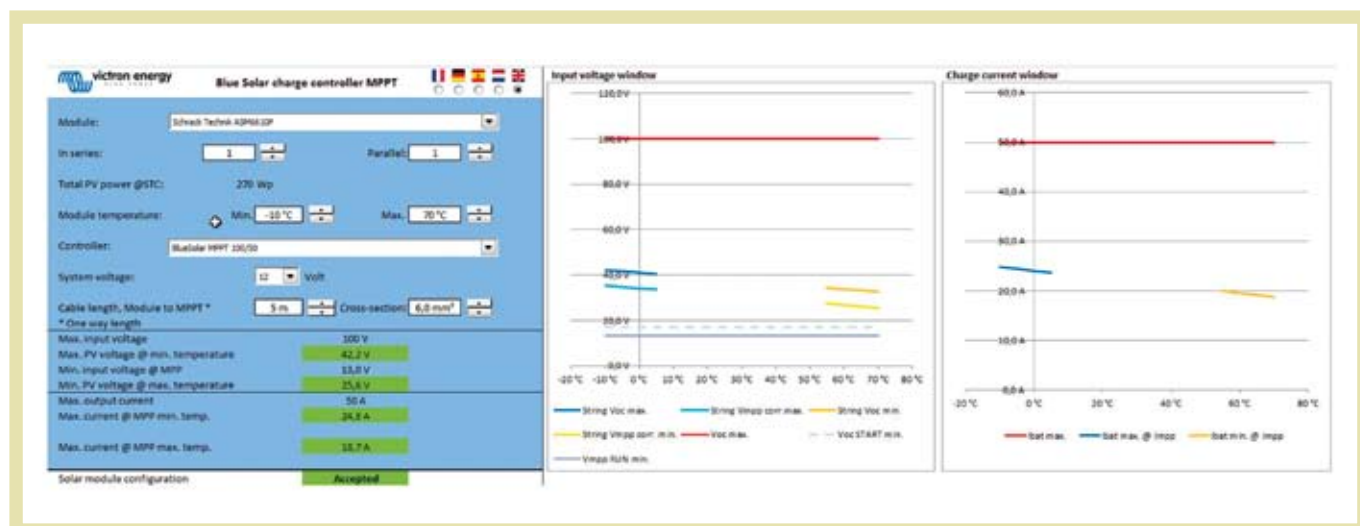 victron energy
Blue Solar charge controller MPPT
Module: Schrack Technik
In series: 1 Parallel: 1
Total PV power @STC: 270 Wp
Module temperature: Min. -10 °C Max. 70 °C
Controller: BlueSolar MPPT 100/50
System voltage: 12 Volt
Cable length, Module to MPPT * 5 m Cross-section: 6,0 mm²
* One way length
Max. input voltage 100 V
Max. PV voltage @ min. temperature 42,2 V
Min. input voltage @ MPP 13,0 V
Min. PV voltage @ max. temperature 25,6 V
Max. output current 50 A
Max. current @ MPP min. temp. 24,8 A
Max. current @ MPP max. temp. 18,7 A
Solar module configuration Accepted
Input voltage window
120,0 V
100,0 V
80,0 V
60,0 V
40,0 V
20,0 V
0,0 V
-20 °C -10 °C 0 °C 10 °C 20 °C 30 °C 40 °C 50 °C 60 °C 70 °C 80 °C
String Voc max. String Vmpp corr. max. String Voc min.
String Vmpp corr. min. Voc max. Voc START min.
Vmpp RUN min.
Charge current window
60,0 A
50,0 A
40,0 A
30,0 A
20,0 A
10,0 A
0,0 A
-20 °C 0 °C 20 °C 40 °C 60 °C 80 °C
Ibat max. Ibat max. @ Impp Ibat min. @ Impp